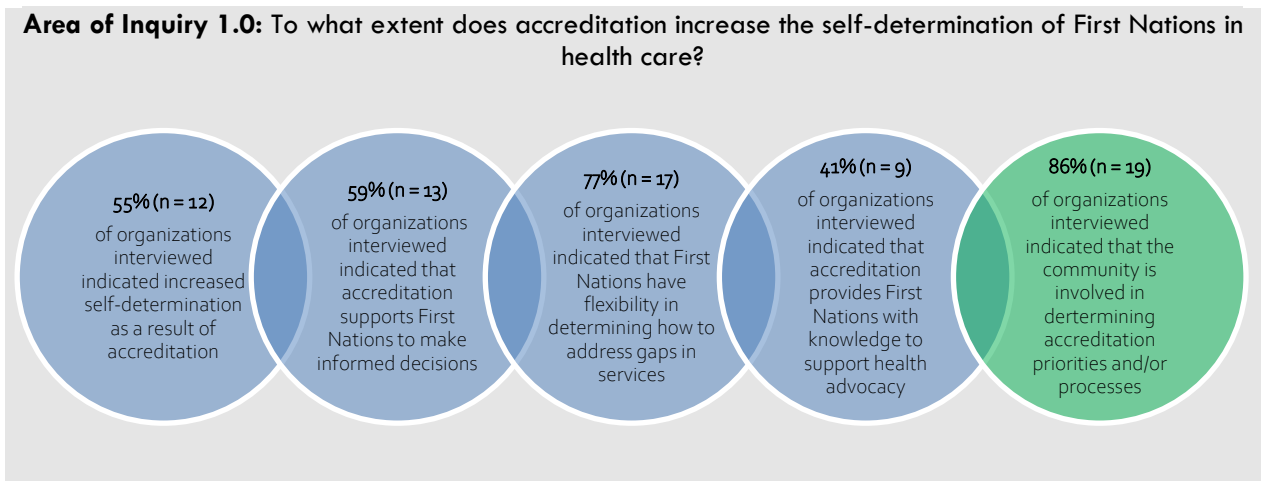 Area of Inquiry 1.0: To what extent does accreditation increase the self-determination of First Nations in
health care?
55% (n = 12)
of organizations
interviewed
indicated increased
self-determination
as a result of
accreditation
59% (n = 13)
of organizations
interviewed
indicated that
accreditation
supports First
Nations to make
informed decisions
77% (n = 17)
of organizations
interviewed
indicated that First
Nations have
flexibility in
determining how to
address gaps in
services
41% (n = 9)
of organizations
interviewed
indicated that
accreditation
provides First
Nations with
knowledge to
support health
advocacy
86% (n = 19)
of organizations
interviewed
indicated that the
community is
involved in
dertermining
accreditation
priorities and/or
processes